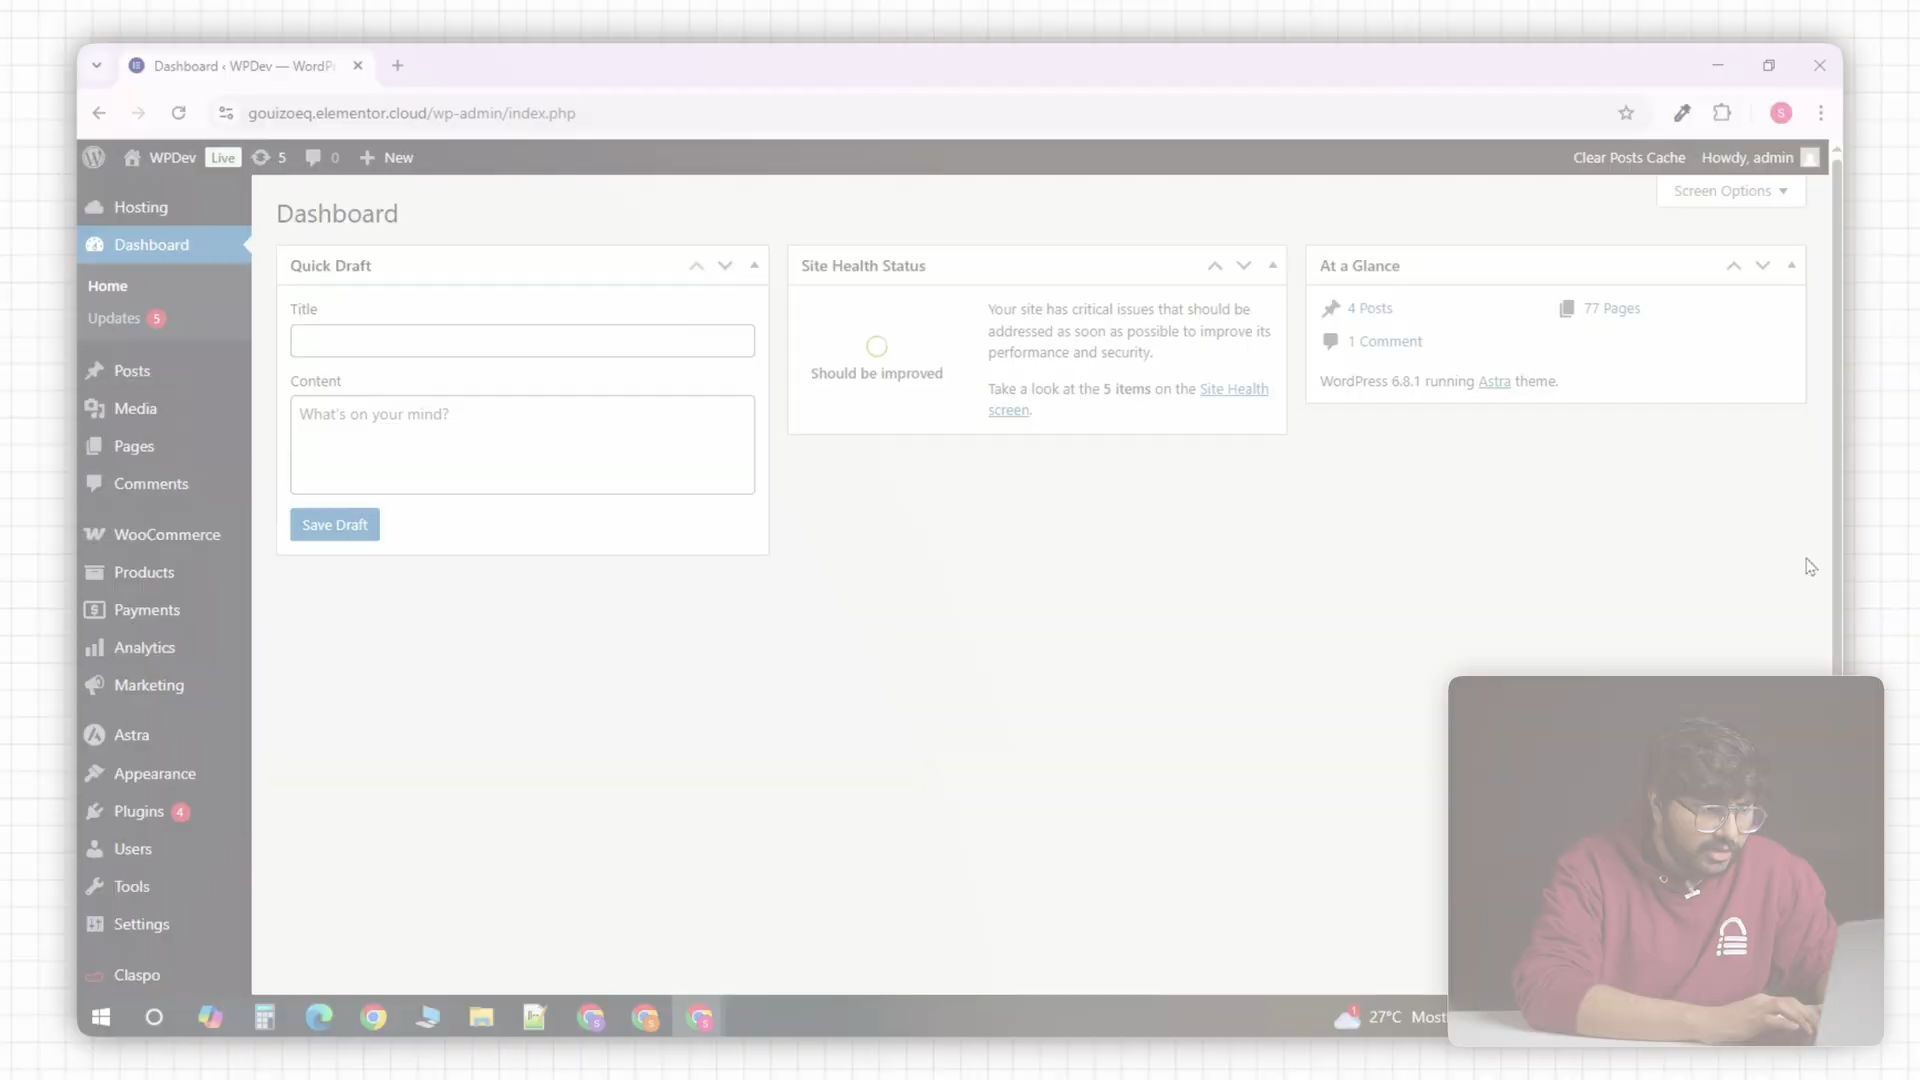 Dashboard ‹ WPDev — WordP
gouizoeq.elementor.cloud/wp-admin/index.php
S
WPDev Live 5 0 New
Clear Posts Cache Howdy, admin
Screen Options
Hosting
Dashboard
Home
Updates 5
Posts
Media
Pages
Comments
WooCommerce
Products
Payments
Analytics
Marketing
Astra
Appearance
Plugins 4
Users
Tools
Settings
Claspo
Dashboard
Quick Draft
Title
Content
What's on your mind?
Save Draft
Site Health Status
Should be improved
Your site has critical issues that should be
addressed as soon as possible to improve its
performance and security.
Take a look at the 5 items on the Site Health
screen.
At a Glance
4 Posts
77 Pages
1 Comment
WordPress 6.8.1 running Astra theme.
1
27°C Most